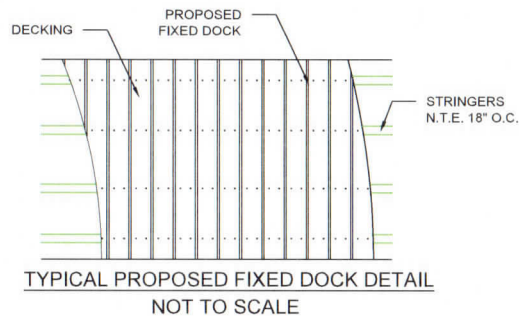 PROPOSED
FIXED DOCK
DECKING
STRINGERS
N.T.E. 18" O.C.
TYPICAL PROPOSED FIXED DOCK DETAIL
NOT TO SCALE